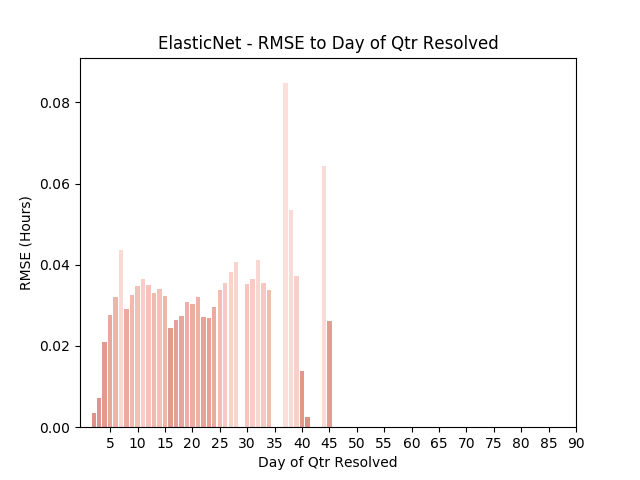 ElasticNet - RMSE to Day of Qtr Resolved
0.08
0.06
0.04
0.02
0.00
RMSE (Hours)
5 10 15 20 25 30 35 40 45 50 55 60 65 70 75 80 85 90
Day of Qtr Resolved